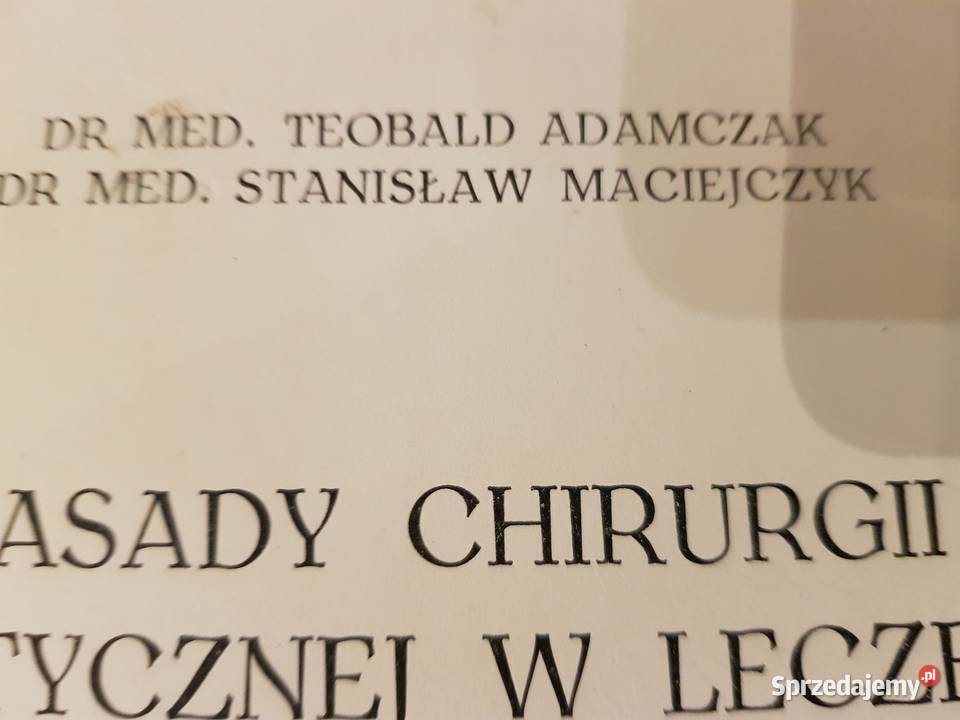 DR MED. TEOBALD ADAMCZAK
DR MED. STANISŁAW MACIEJCZYK
ASADY CHIRURGII
TYCZNEJ W LECZE
Sprzedajemy.pl